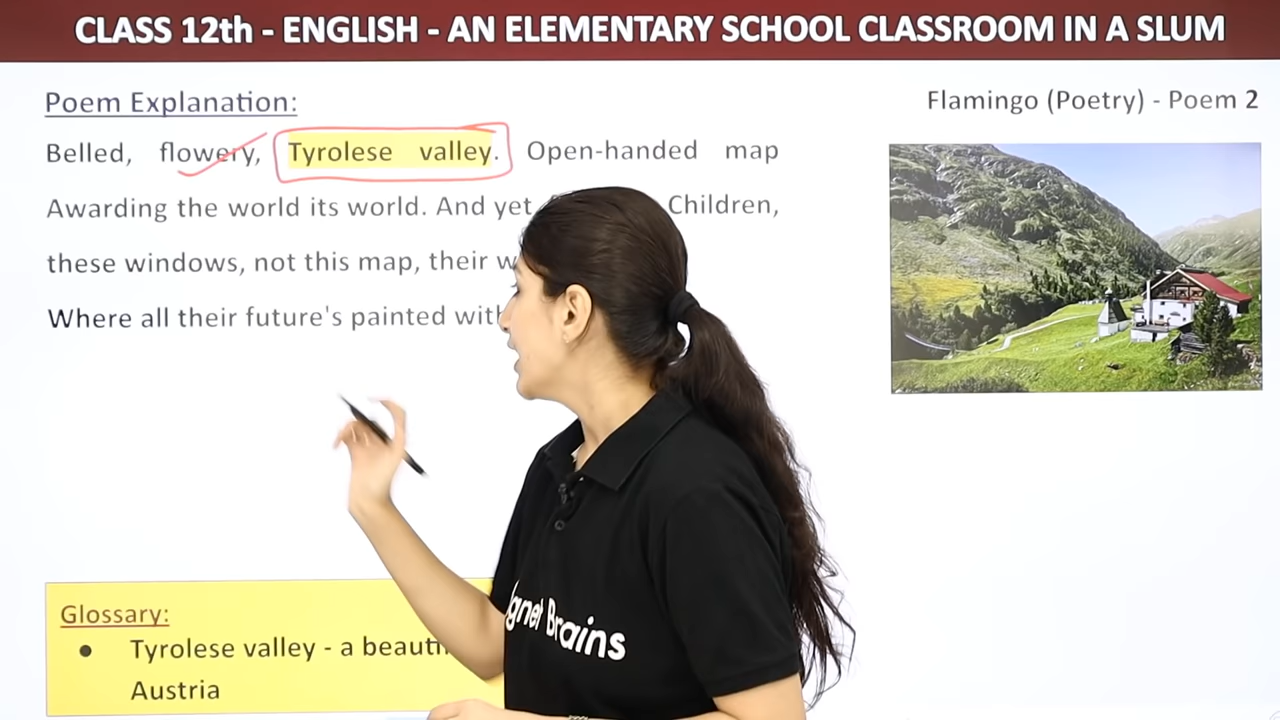 CLASS 12th - ENGLISH - AN ELEMENTARY SCHOOL CLASSROOM IN A SLUM
Poem Explanation:
Flamingo (Poetry) - Poem 2
Belled, flowery, Tyrolese valley. Open-handed map
Awarding the world its world. And yet Children,
these windows, not this map, their
Where all their future's painted
Glossary:
● Tyrolese valley - a
Austria
Brains